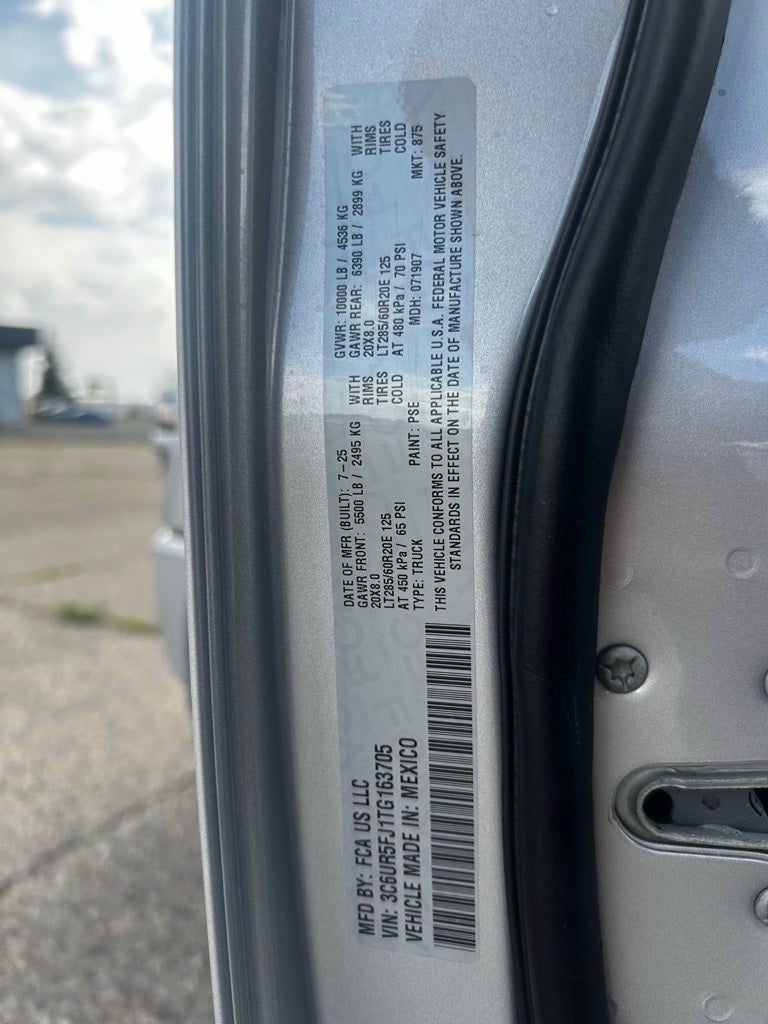 MFD BY: FCA US LLC
VIN: 3C6UR5FJ1TG163705
VEHICLE MADE IN: MEXICO
DATE OF MFR (BUILT): 7-25 GVWR: 10000 LB / 4536 KG
GAWR FRONT: 5500 LB / 2495 KG WITH GAWR REAR: 6390 LB / 2899 KG WITH
20X8.0 RIMS 20X8.0 RIMS
LT285/60R20E 125 TIRES LT285/60R20E 125 TIRES
AT 450 kPa / 65 PSI COLD AT 480 kPa / 70 PSI COLD
TYPE: TRUCK PAINT: PSE MDH: 071907 MKT: 875
THIS VEHICLE CONFORMS TO ALL APPLICABLE U.S.A. FEDERAL MOTOR VEHICLE SAFETY
STANDARDS IN EFFECT ON THE DATE OF MANUFACTURE SHOWN ABOVE.